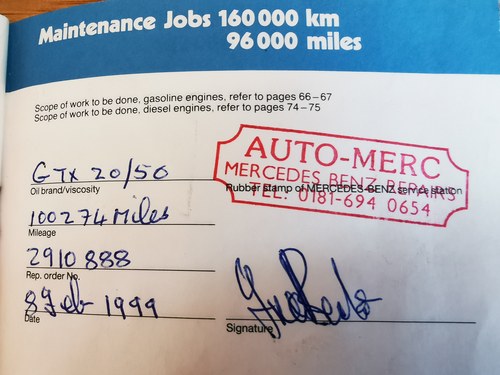 Maintenance Jobs 160 000 km
96 000 miles
Scope of work to be done, gasoline engines, refer to pages 66–67
Scope of work to be done, diesel engines, refer to pages 74–75
GTX 20/50
Oil brand/viscosity
100274 Miles
Mileage
2910888
Rep. order No.
8 Feb 1999
Date
AUTO-MERC
MERCEDES BENZ REPAIRS
Rubber stamp of MERCEDES-BENZ service station
TEL: 0181-694 0654
Signature